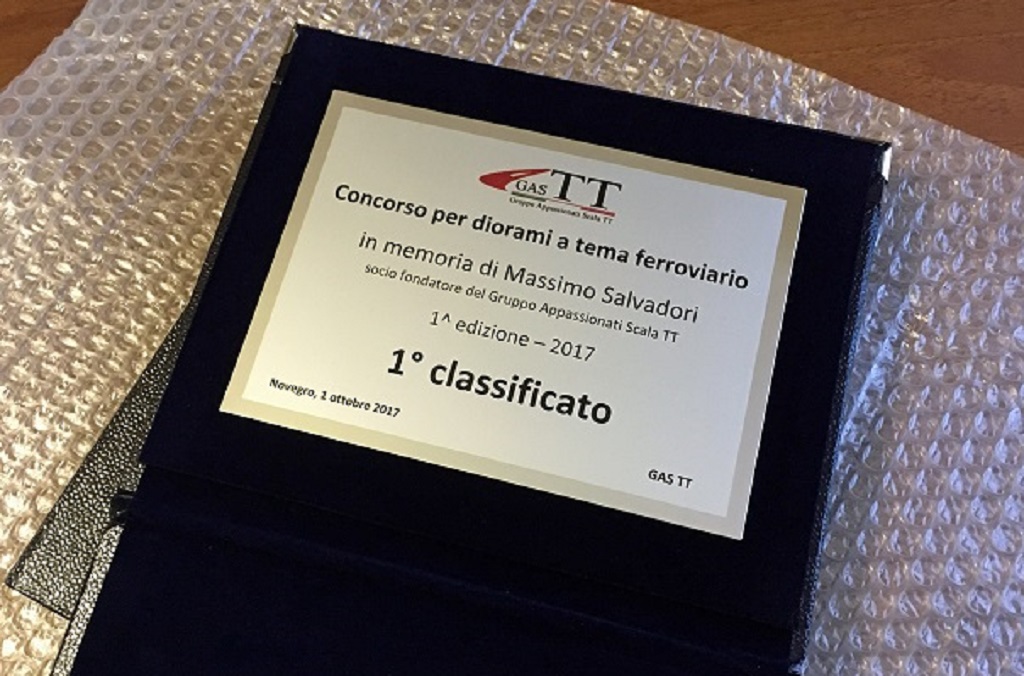 GAS TT
Gruppo Appassionati Scala TT
Concorso per diorami a tema ferroviario
in memoria di Massimo Salvadori
socio fondatore del Gruppo Appassionati Scala TT
1^ edizione – 2017
1° classificato
Novegro, 1 ottobre 2017
GAS TT